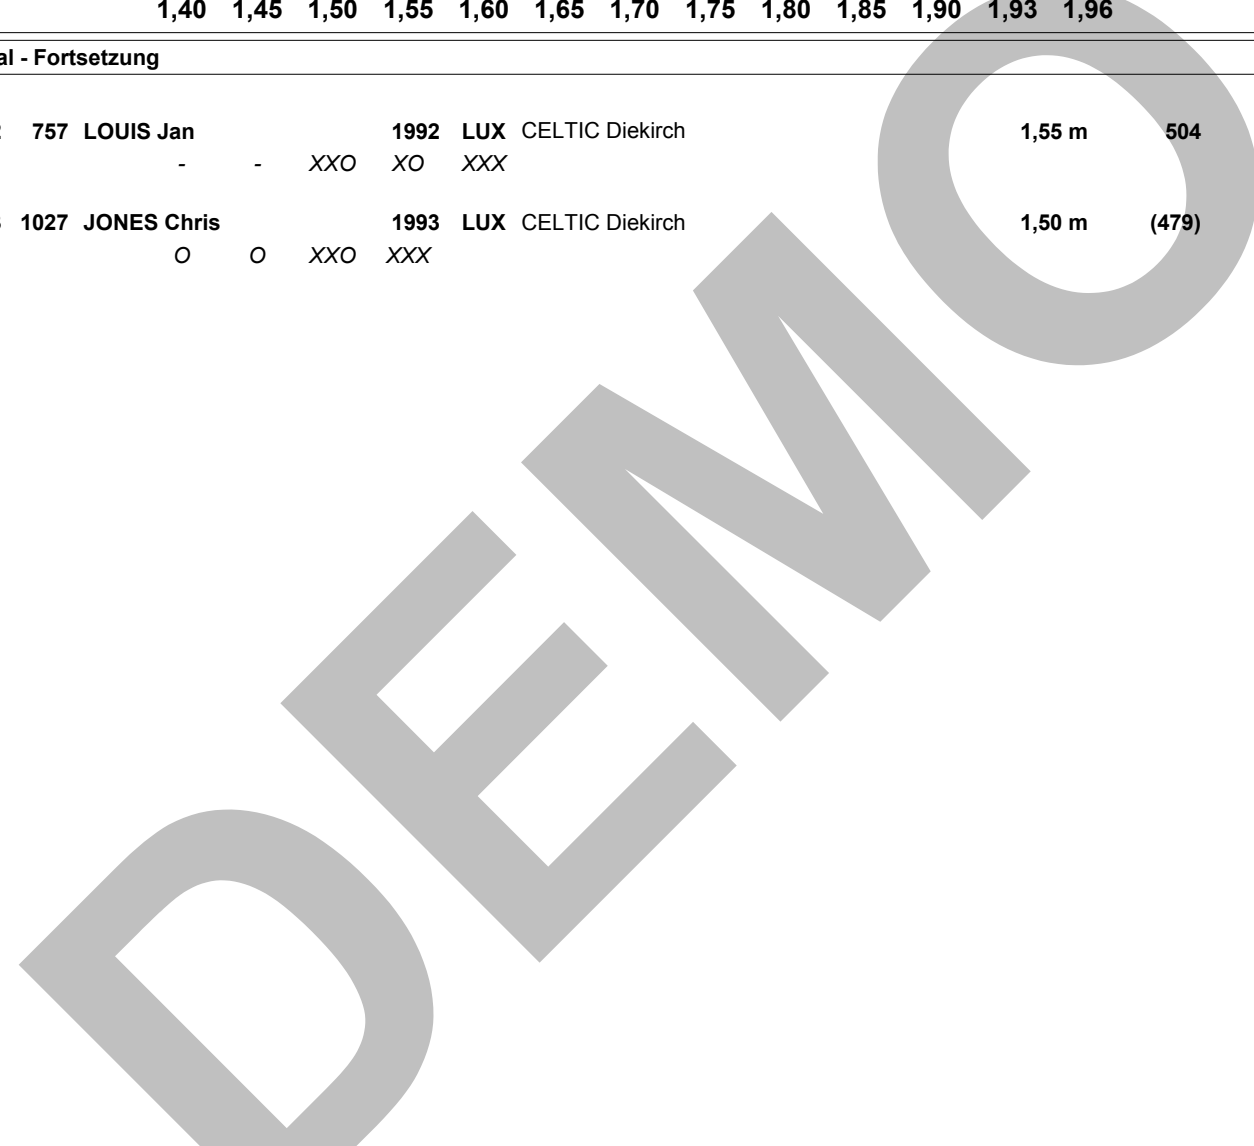 1,40 1,45 1,50 1,55 1,60 1,65 1,70 1,75 1,80 1,85 1,90 1,93 1,96
- Fortsetzung
757 LOUIS Jan 1992 LUX CELTIC Diekirch 1,55 m 504
- - XXO XO XXX
1027 JONES Chris 1993 LUX CELTIC Diekirch 1,50 m (479)
O O XXO XXX
DEMO